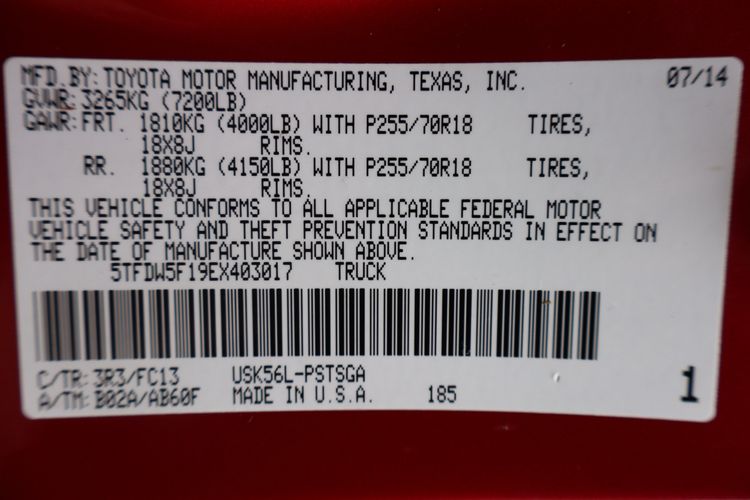 MFD.BY: TOYOTA MOTOR MANUFACTURING, TEXAS, INC. 07/14
GVWR: 3265KG (7200LB)
GAWR: FRT. 1810KG (4000LB) WITH P255/70R18 TIRES,
18X8J RIMS.
RR. 1880KG (4150LB) WITH P255/70R18 TIRES,
18X8J RIMS.
THIS VEHICLE CONFORMS TO ALL APPLICABLE FEDERAL MOTOR
VEHICLE SAFETY AND THEFT PREVENTION STANDARDS IN EFFECT ON
THE DATE OF MANUFACTURE SHOWN ABOVE.
5TFDW5F19EX403017 TRUCK
C/TR: 3R3/FC13 USK56L-PSTSGA
A/TM: B02A/AB60F MADE IN U.S.A. 185 1